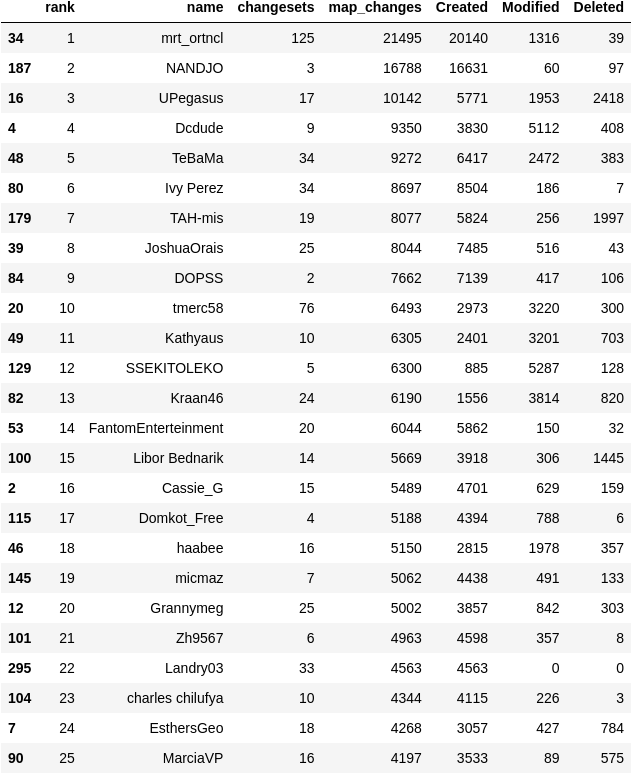 rank name changesets map_changes Created Modified Deleted
34 1 mrt_ortncl 125 21495 20140 1316 39
187 2 NANDJO 3 16788 16631 60 97
16 3 UPegasus 17 10142 5771 1953 2418
4 4 Dcdude 9 9350 3830 5112 408
48 5 TeBaMa 34 9272 6417 2472 383
80 6 Ivy Perez 34 8697 8504 186 7
179 7 TAH-mis 19 8077 5824 256 1997
39 8 JoshuaOrais 25 8044 7485 516 43
84 9 DOPSS 2 7662 7139 417 106
20 10 tmerc58 76 6493 2973 3220 300
49 11 Kathyaus 10 6305 2401 3201 703
129 12 SSEKITOLEKO 5 6300 885 5287 128
82 13 Kraan46 24 6190 1556 3814 820
53 14 FantomEnterteinment 20 6044 5862 150 32
100 15 Libor Bednarik 14 5669 3918 306 1445
2 16 Cassie_G 15 5489 4701 629 159
115 17 Domkot_Free 4 5188 4394 788 6
46 18 haabee 16 5150 2815 1978 357
145 19 micmaz 7 5062 4438 491 133
12 20 Grannymeg 25 5002 3857 842 303
101 21 Zh9567 6 4963 4598 357 8
295 22 Landry03 33 4563 4563 0 0
104 23 charles chilufya 10 4344 4115 226 3
7 24 EsthersGeo 18 4268 3057 427 784
90 25 MarciaVP 16 4197 3533 89 575